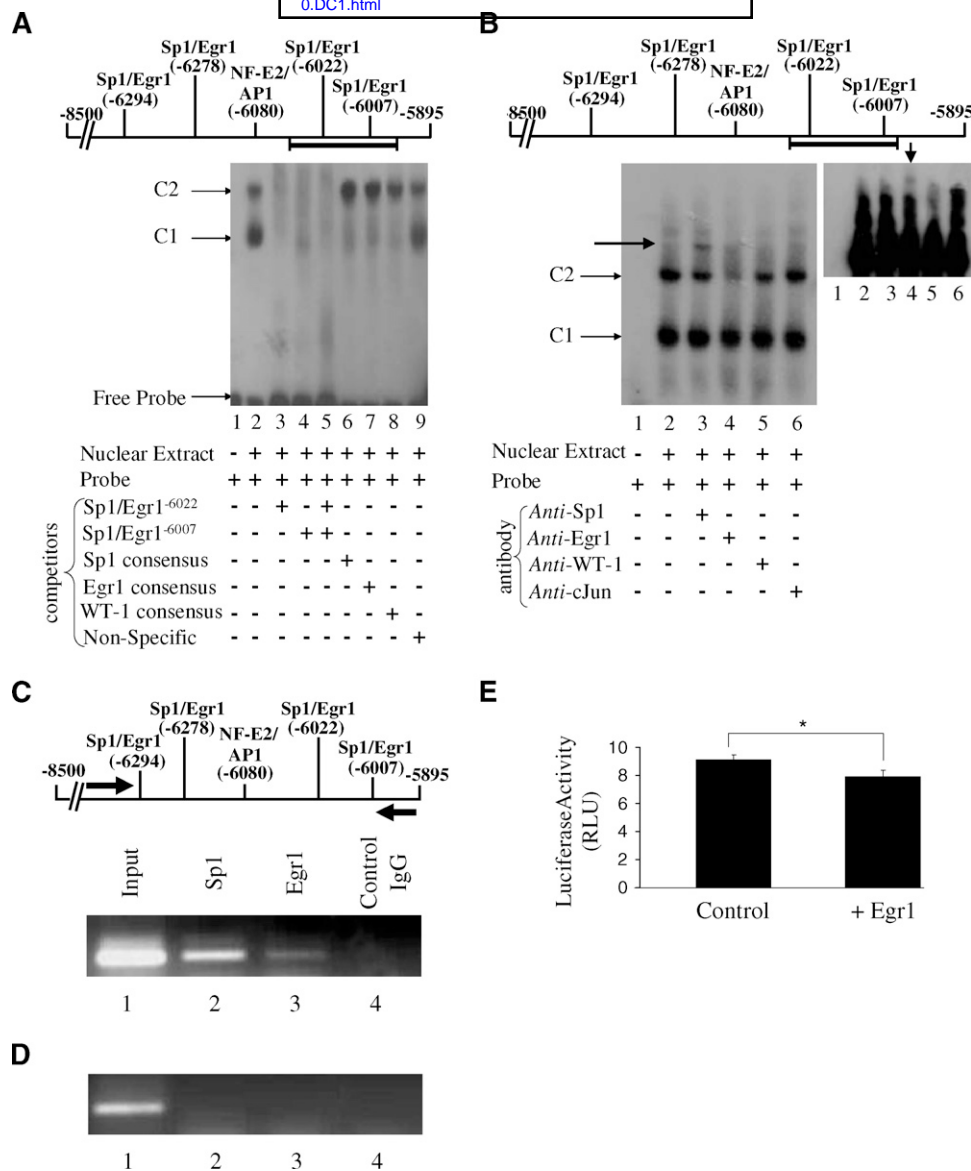 0.DC1.html
A
Sp1/Egr1
(-6294)
Sp1/Egr1
(-6278)
NF-E2/
AP1
(-6080)
Sp1/Egr1
(-6022)
Sp1/Egr1
(-6007)
-8500
-5895
C2
C1
Free Probe
1 2 3 4 5 6 7 8 9
Nuclear Extract - + + + + + + + +
Probe + + + + + + + + +
competitors
Sp1/Egr1-6022 - - + - + - - - -
Sp1/Egr1-6007 - - - + + - - - -
Sp1 consensus - - - - - + - - -
Egr1 consensus - - - - - - + - -
WT-1 consensus - - - - - - - + -
Non-Specific - - - - - - - - +
B
Sp1/Egr1
(-6294)
Sp1/Egr1
(-6278)
NF-E2/
AP1
(-6080)
Sp1/Egr1
(-6022)
Sp1/Egr1
(-6007)
-8500
-5895
C2
C1
1 2 3 4 5 6
1 2 3 4 5 6
Nuclear Extract - + + + + +
Probe + + + + + +
antibody
Anti-Sp1 - - + - - -
Anti-Egr1 - - - + - -
Anti-WT-1 - - - - + -
Anti-cJun - - - - - +
C
Sp1/Egr1
(-6294)
Sp1/Egr1
(-6278)
NF-E2/
AP1
(-6080)
Sp1/Egr1
(-6022)
Sp1/Egr1
(-6007)
-8500
-5895
Input
Sp1
Egr1
Control
IgG
1 2 3 4
D
1 2 3 4
E
LuciferaseActivity
(RLU)
10
8
6
4
2
0
*
Control
+ Egr1